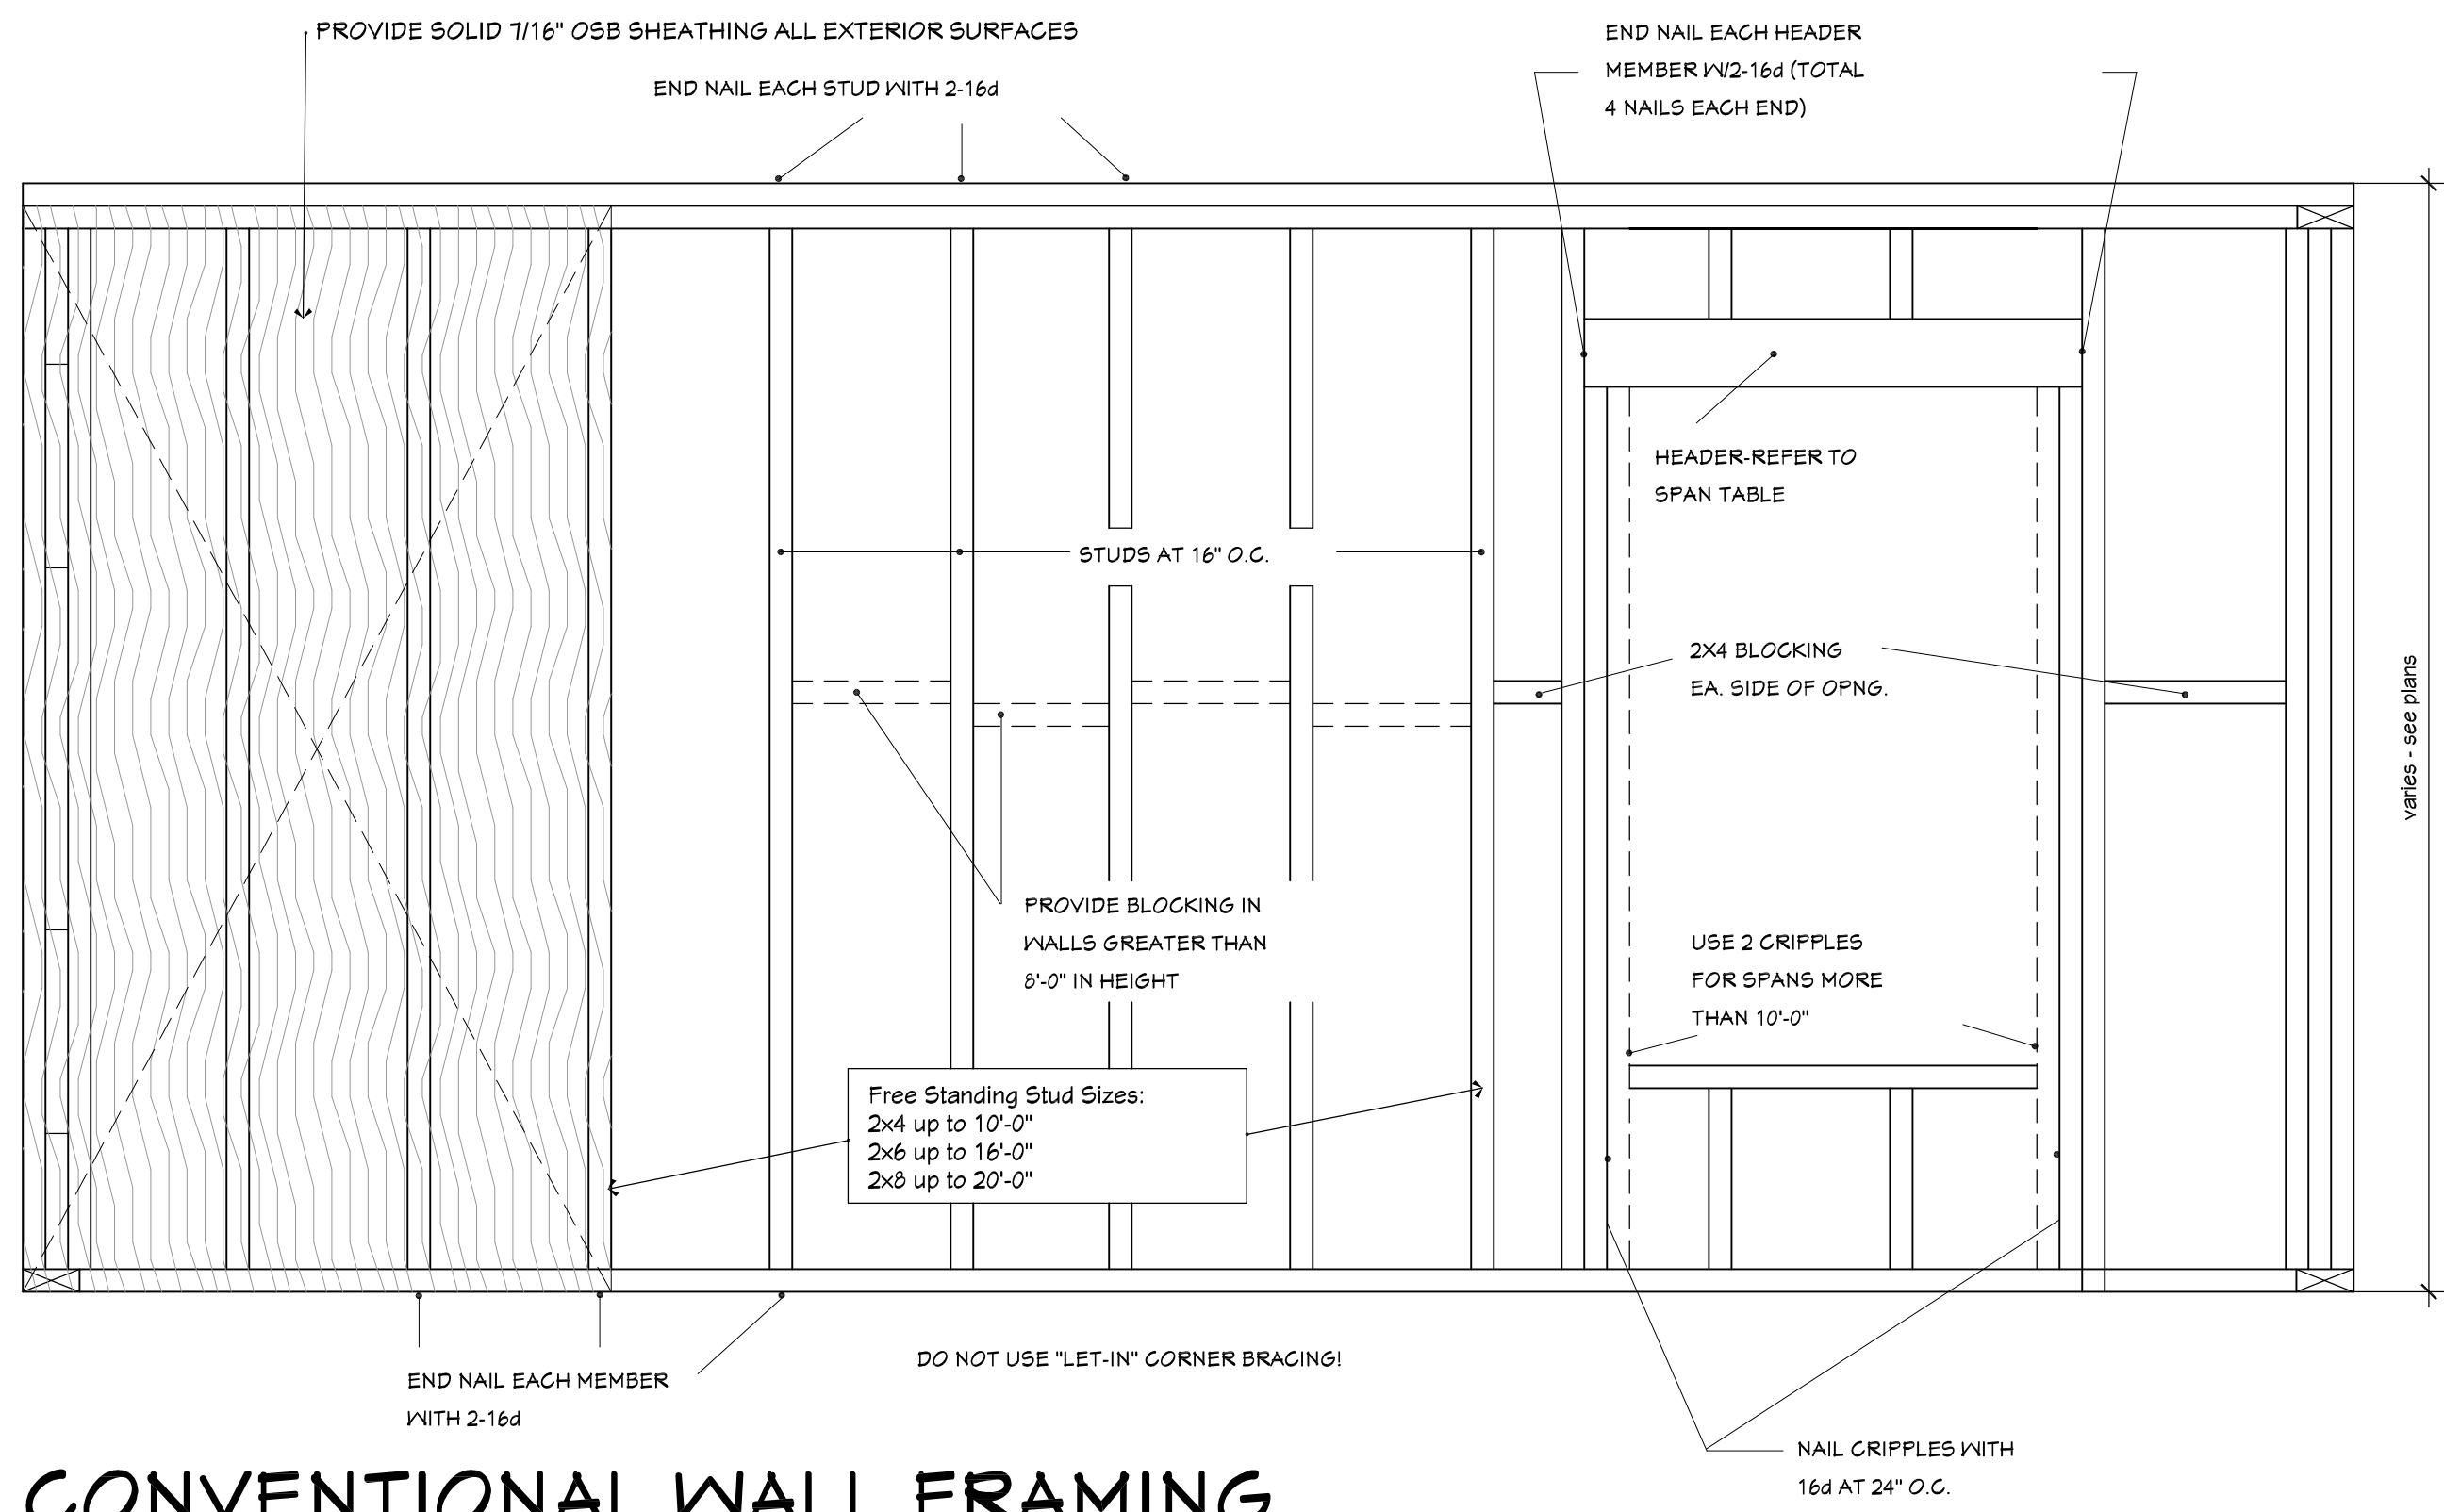 PROVIDE SOLID 7/16" OSB SHEATHING ALL EXTERIOR SURFACES
END NAIL EACH STUD WITH 2-16d
END NAIL EACH HEADER
MEMBER W/2-16d (TOTAL
4 NAILS EACH END)
HEADER-REFER TO
SPAN TABLE
STUDS AT 16" O.C.
2X4 BLOCKING
EA. SIDE OF OPNG.
varies - see plans
PROVIDE BLOCKING IN
WALLS GREATER THAN
8'-0" IN HEIGHT
USE 2 CRIPPLES
FOR SPANS MORE
THAN 10'-0"
Free Standing Stud Sizes:
2x4 up to 10'-0"
2x6 up to 16'-0"
2x8 up to 20'-0"
DO NOT USE "LET-IN" CORNER BRACING!
END NAIL EACH MEMBER
WITH 2-16d
NAIL CRIPPLES WITH
16d AT 24" O.C.
CONVENTIONAL WALL FRAMING